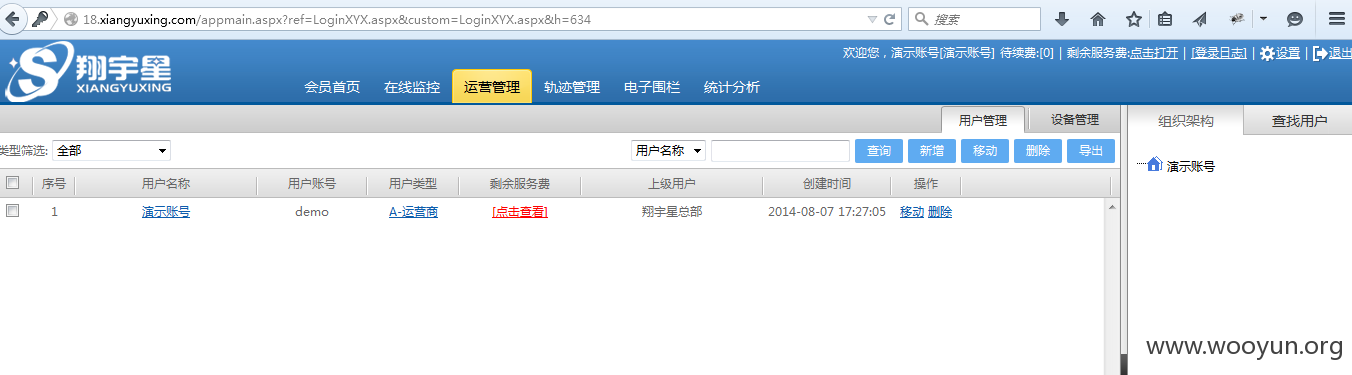 18.xiangyuxing.com/appmain.aspx?ref=LoginXYX.aspx&custom=LoginXYX.aspx&h=634
搜索
翔宇星
XIANGYUXING
欢迎您，演示账号[演示账号] 待续费:[0] | 剩余服务费:点击打开 | [登录日志] | 设置 | 退出
会员首页 在线监控 运营管理 轨迹管理 电子围栏 统计分析
用户管理 设备管理
组织架构 查找用户
类型筛选: 全部
用户名称 查询 新增 移动 删除 导出
演示账号
序号 用户名称 用户账号 用户类型 剩余服务费 上级用户 创建时间 操作
1 演示账号 demo A-运营商 [点击查看] 翔宇星总部 2014-08-07 17:27:05 移动 删除
www.wooyun.org